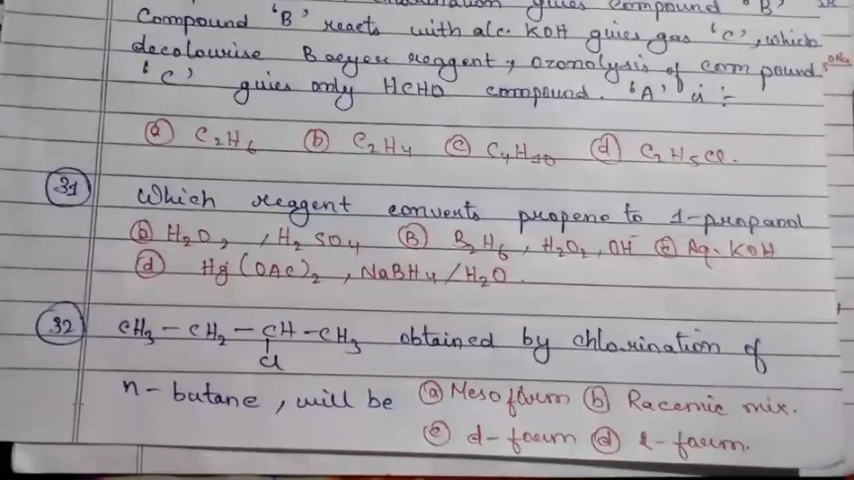 gives compound 'B'
Compound 'B' reacts with alc. KOH gives gas 'C', which
decolourise Baeyer reagent, ozonolysis of compound
'C' gives only HCHO compound. 'A' is :-
(a) C2H6 (b) C2H4 (c) C4H10 (d) C2H5Cl.
(31) Which reagent converts propene to 1-propanol
(b) H2O, / H2SO4 (B) B2H6, H2O2, OH⁻ (c) Aq. KOH
(d) Hg(OAc)2, NaBH4/H2O.
(32) CH3 – CH2 – CH – CH3 obtained by chlorination of
Cl
n-butane, will be (a) Meso form (b) Racemic mix.
(c) d-form (d) l-form.